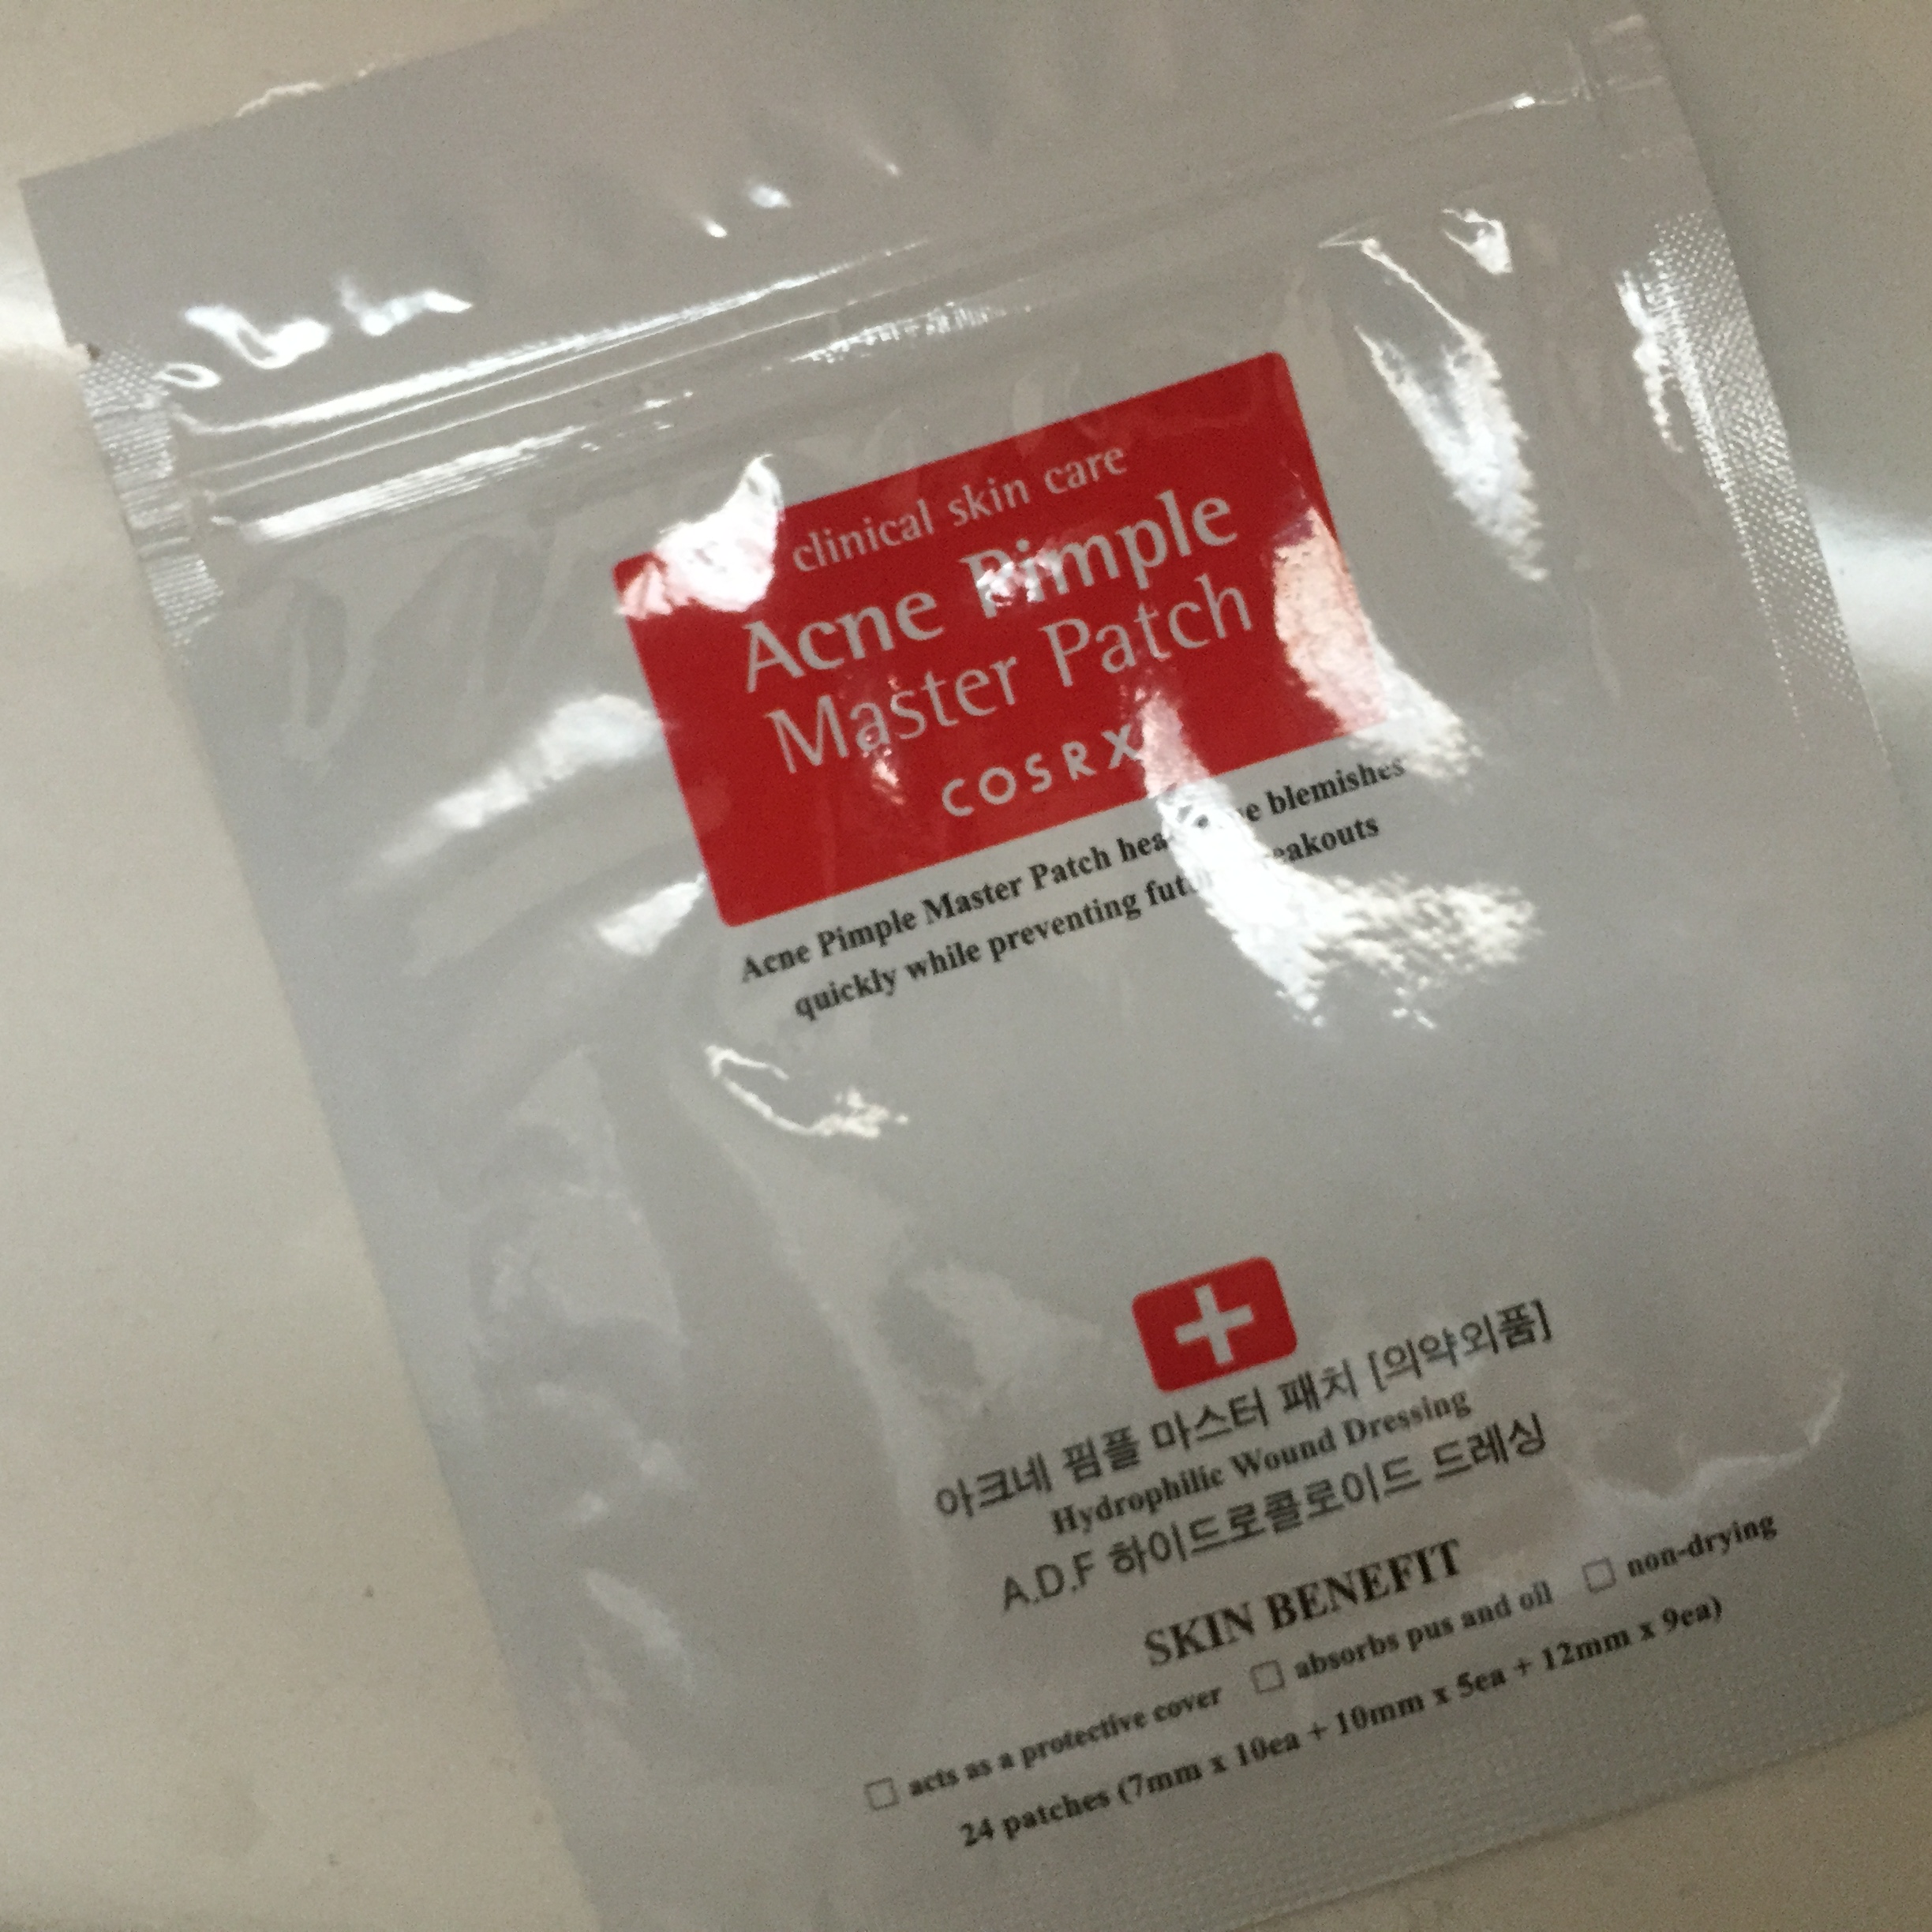 clinical skin care
Acne Pimple
Master Patch
COSRX
Acne Pimple Master Patch blemishes
quickly while preventing
아크네 핌플 마스터 패치 [의약외품]
Hydrophilic Wound Dressing
A.D.F 하이드로콜로이드 드레싱
SKIN BENEFIT
□ acts as a protective cover □ absorbs pus and oil □ non-drying
24 patches (7mm x 10ea + 10mm x 5ea + 12mm x 9ea)